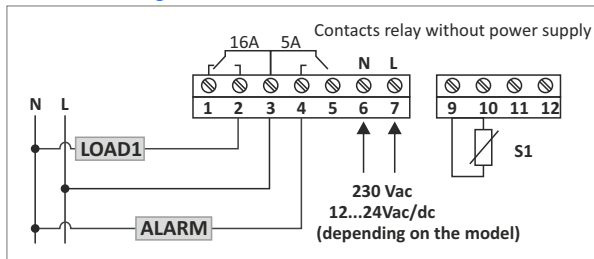 Contacts relay without power supply
16A 5A
N L
1 2 3 4 5 6 7 9 10 11 12
N L
LOAD1
S1
230 Vac
12...24Vac/dc
(depending on the model)
ALARM